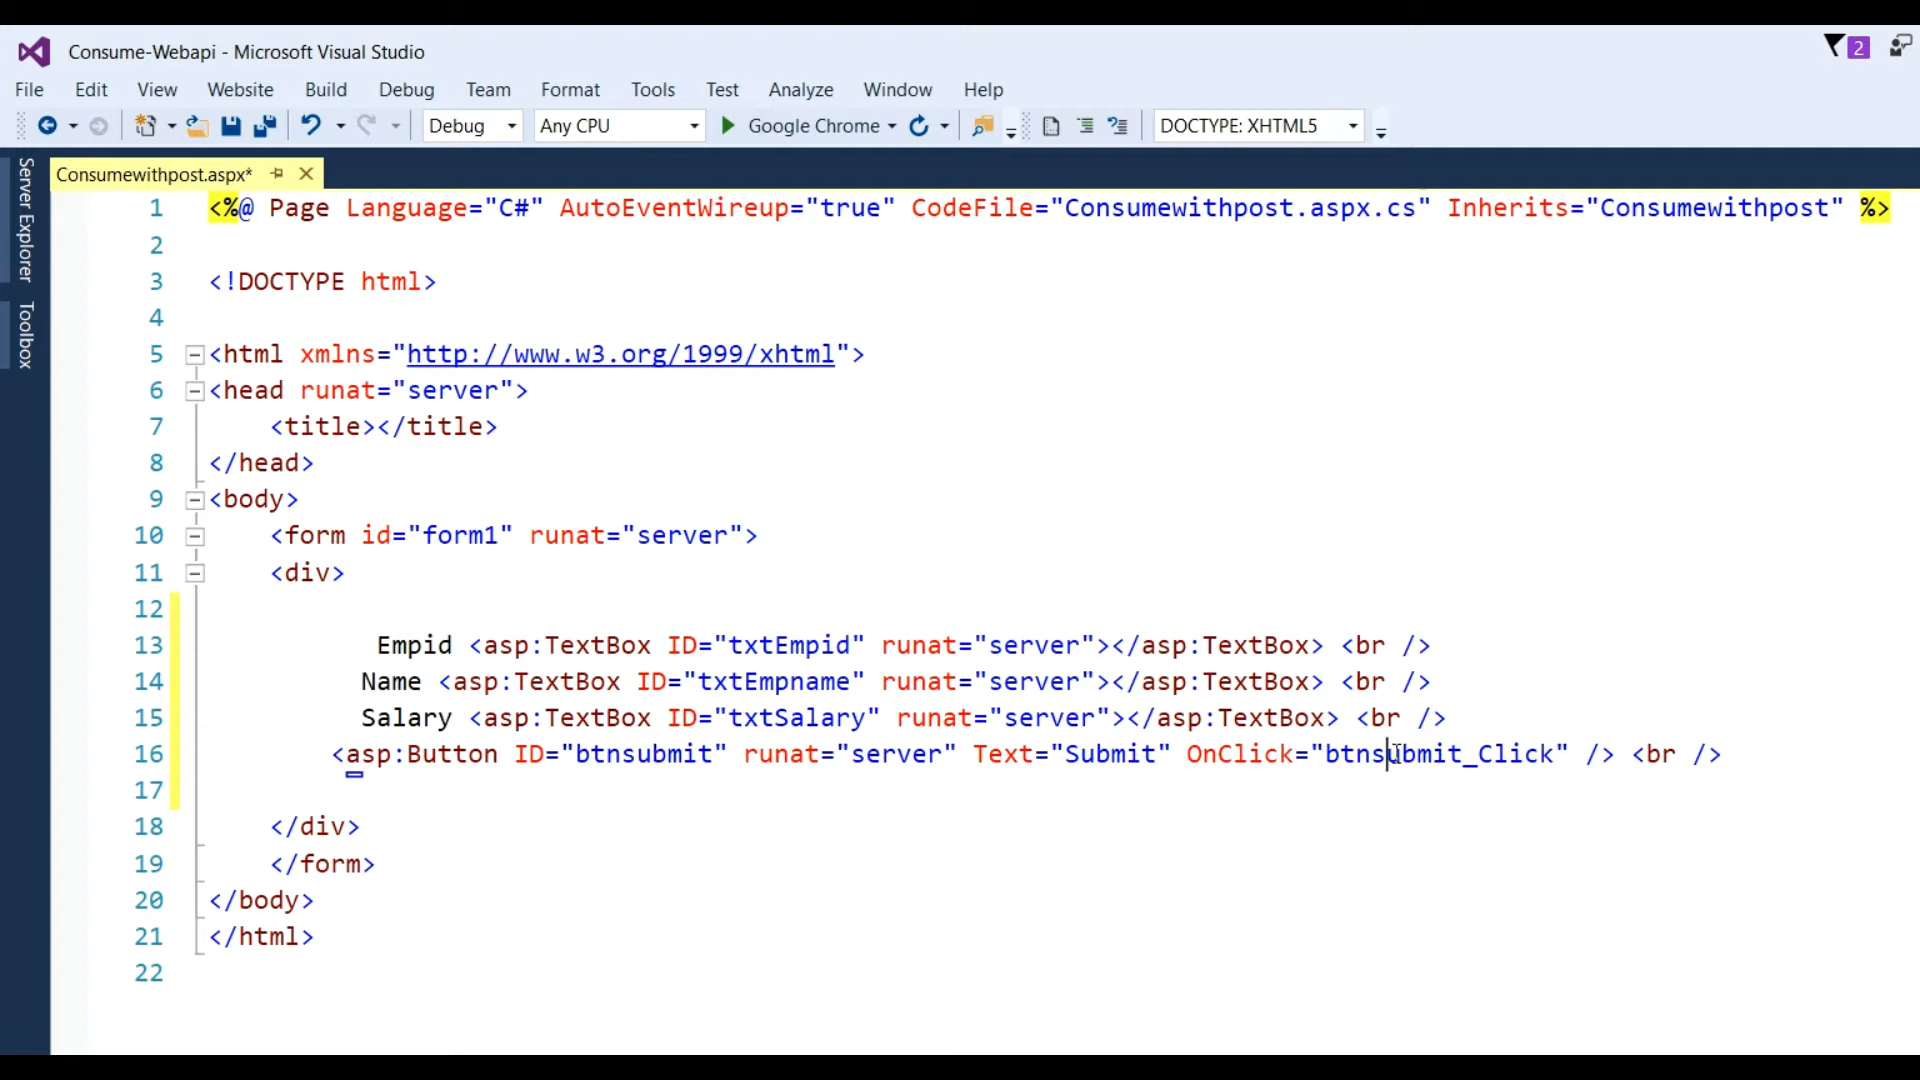 Consume-Webapi - Microsoft Visual Studio
2
File Edit View Website Build Debug Team Format Tools Test Analyze Window Help
Debug Any CPU Google Chrome DOCTYPE: XHTML5
Server Explorer
Toolbox
Consumewithpost.aspx*
1 <%@ Page Language="C#" AutoEventWireup="true" CodeFile="Consumewithpost.aspx.cs" Inherits="Consumewithpost" %>
2
3 <!DOCTYPE html>
4
5 <html xmlns="http://www.w3.org/1999/xhtml">
6 <head runat="server">
7 <title></title>
8 </head>
9 <body>
10 <form id="form1" runat="server">
11 <div>
12
13 Empid <asp:TextBox ID="txtEmpid" runat="server"></asp:TextBox> <br />
14 Name <asp:TextBox ID="txtEmpname" runat="server"></asp:TextBox> <br />
15 Salary <asp:TextBox ID="txtSalary" runat="server"></asp:TextBox> <br />
16 <asp:Button ID="btnsubmit" runat="server" Text="Submit" OnClick="btnsubmit_Click" /> <br />
17
18 </div>
19 </form>
20 </body>
21 </html>
22